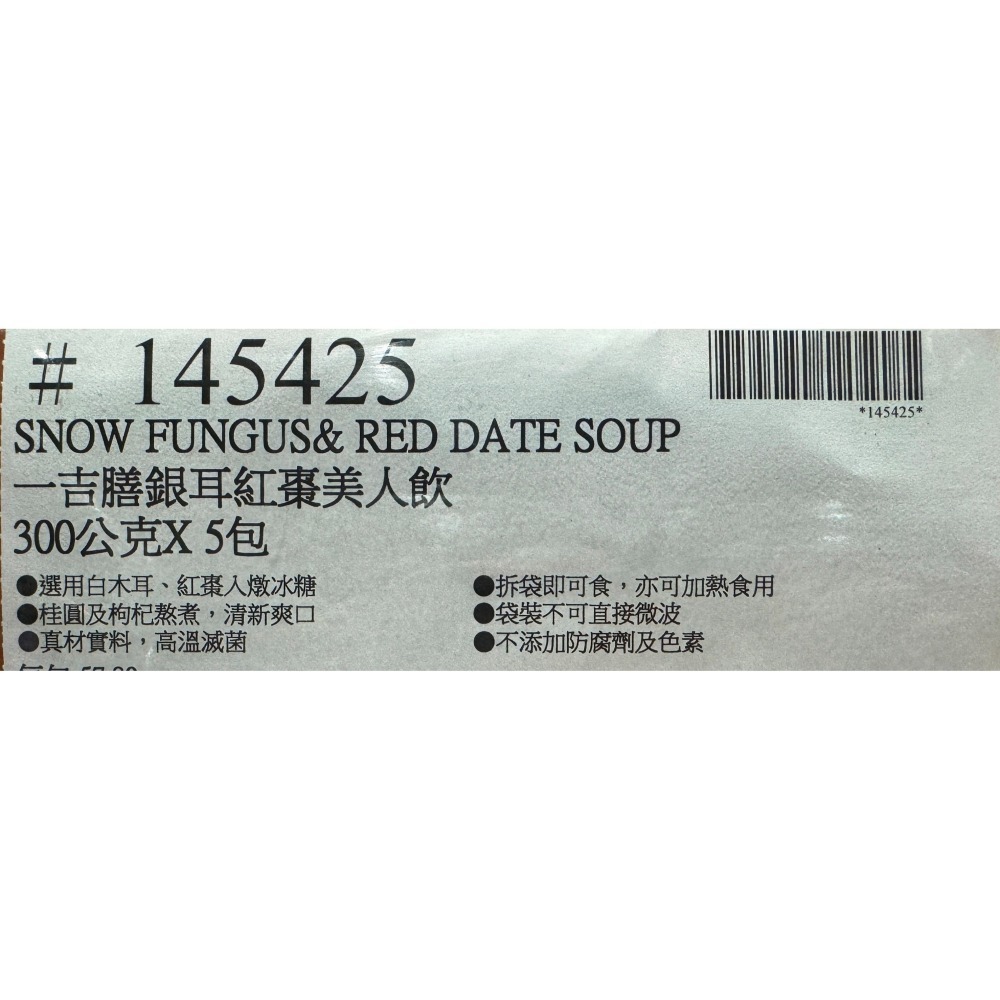 # 145425
*145425*
SNOW FUNGUS& RED DATE SOUP
一吉膳銀耳紅棗美人飲
300公克X 5包
●選用白木耳、紅棗入燉冰糖
●桂圓及枸杞熬煮，清新爽口
●真材實料，高溫滅菌
●拆袋即可食，亦可加熱食用
●袋裝不可直接微波
●不添加防腐劑及色素